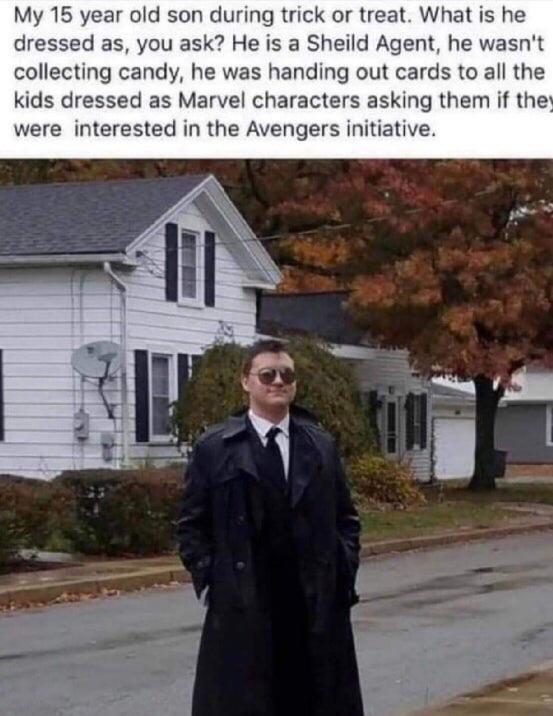 My 15 year old son during trick or treat. What is he
dressed as, you ask? He is a Sheild Agent, he wasn't
collecting candy, he was handing out cards to all the
kids dressed as Marvel characters asking them if they
were interested in the Avengers initiative.